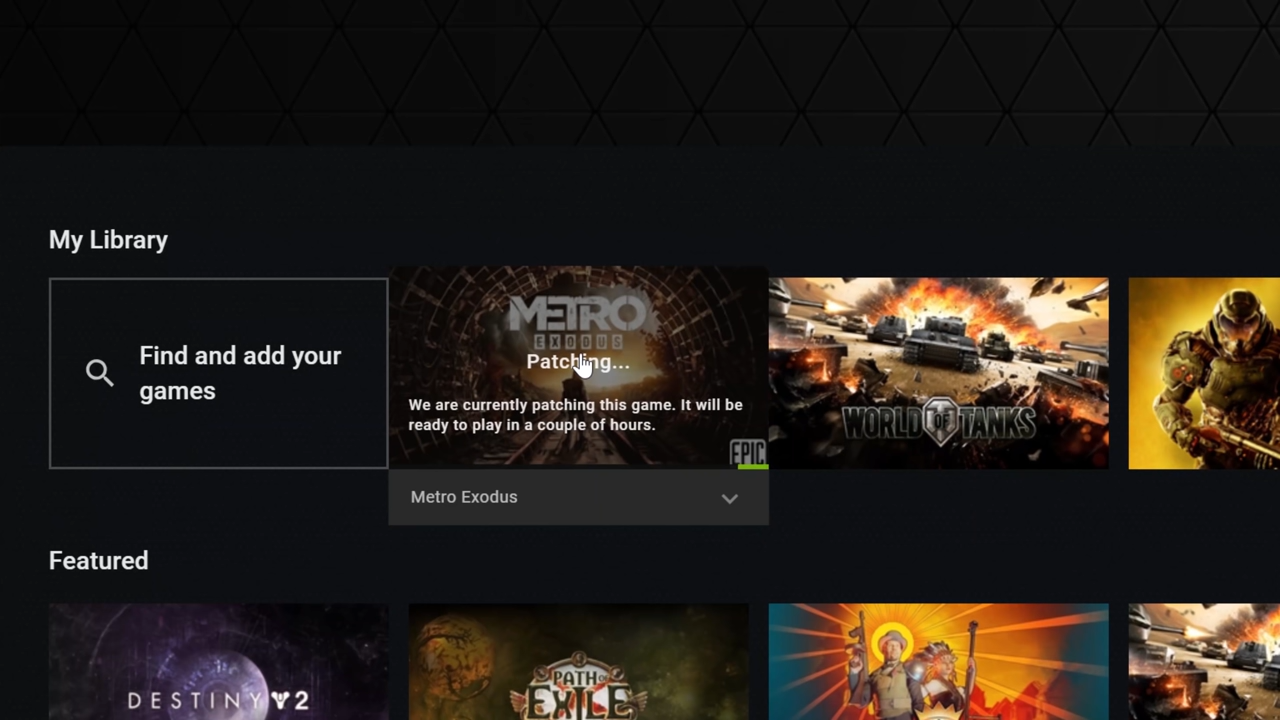 My Library
Find and add your
games
METRO
EXODUS
Patching...
We are currently patching this game. It will be
ready to play in a couple of hours.
EPIC
WORLD OF TANKS
Metro Exodus
Featured
DESTINY 2
PATH OF
EXILE